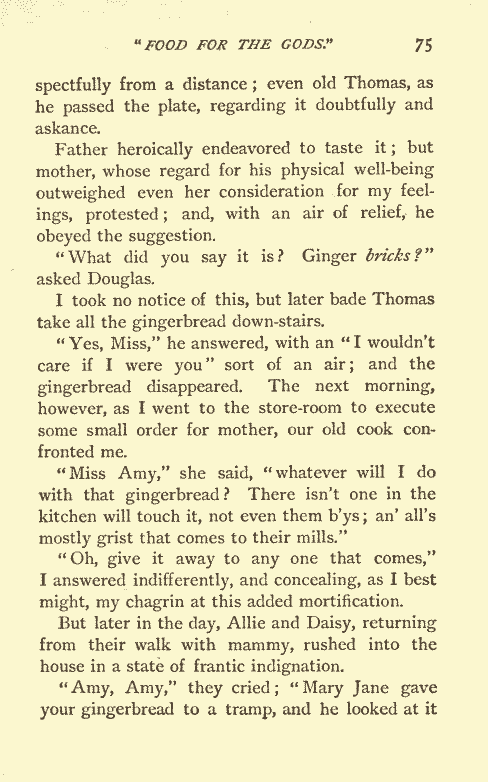 "FOOD FOR THE GODS." 75
spectfully from a distance; even old Thomas, as
he passed the plate, regarding it doubtfully and
askance.
Father heroically endeavored to taste it; but
mother, whose regard for his physical well-being
outweighed even her consideration for my feel-
ings, protested; and, with an air of relief, he
obeyed the suggestion.
"What did you say it is? Ginger bricks?"
asked Douglas.
I took no notice of this, but later bade Thomas
take all the gingerbread down-stairs.
"Yes, Miss," he answered, with an "I wouldn't
care if I were you" sort of an air; and the
gingerbread disappeared. The next morning,
however, as I went to the store-room to execute
some small order for mother, our old cook con-
fronted me.
"Miss Amy," she said, "whatever will I do
with that gingerbread? There isn't one in the
kitchen will touch it, not even them b'ys; an' all's
mostly grist that comes to their mills."
"Oh, give it away to any one that comes,"
I answered indifferently, and concealing, as I best
might, my chagrin at this added mortification.
But later in the day, Allie and Daisy, returning
from their walk with mammy, rushed into the
house in a state of frantic indignation.
"Amy, Amy," they cried; "Mary Jane gave
your gingerbread to a tramp, and he looked at it